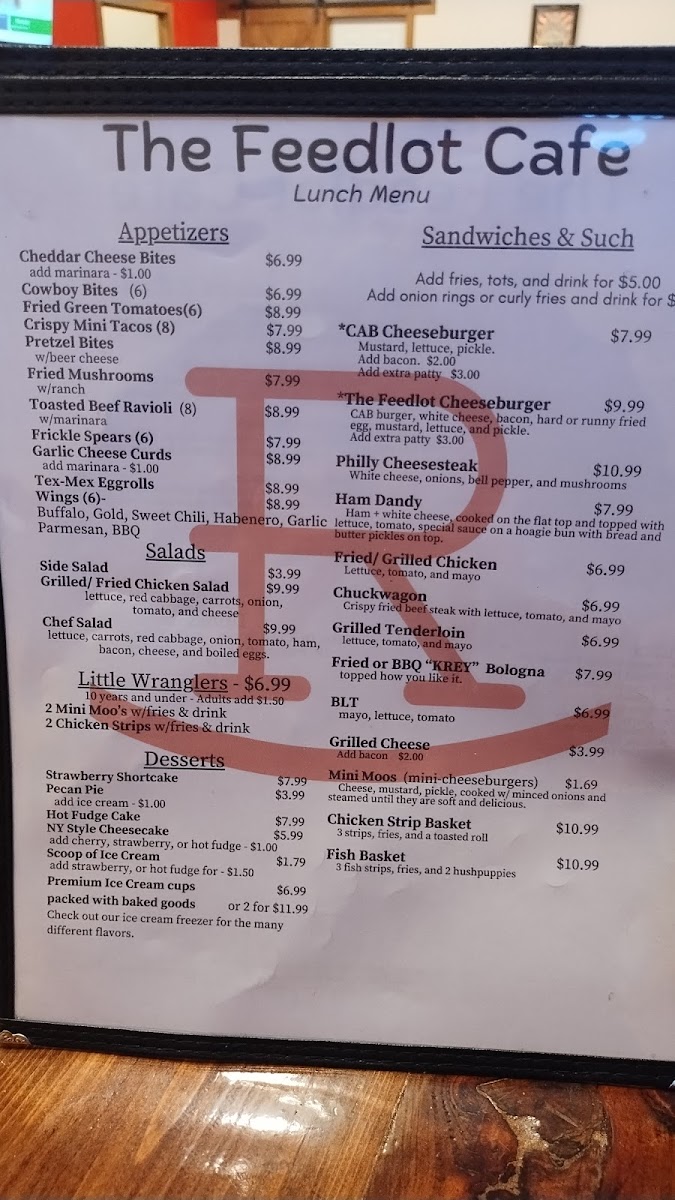 The Feedlot Cafe
Lunch Menu
Appetizers
Cheddar Cheese Bites $6.99
add marinara - $1.00
Cowboy Bites (6) $6.99
Fried Green Tomatoes(6) $8.99
Crispy Mini Tacos (8) $7.99
Pretzel Bites $8.99
w/beer cheese
Fried Mushrooms $7.99
w/ranch
Toasted Beef Ravioli (8) $8.99
w/marinara
Frickle Spears (6) $7.99
Garlic Cheese Curds $8.99
add marinara - $1.00
Tex-Mex Eggrolls $8.99
Wings (6)- $8.99
Buffalo, Gold, Sweet Chili, Habenero, Garlic
Parmesan, BBQ
Salads
Side Salad $3.99
Grilled/ Fried Chicken Salad $9.99
lettuce, red cabbage, carrots, onion,
tomato, and cheese
Chef Salad $9.99
lettuce, carrots, red cabbage, onion, tomato, ham,
bacon, cheese, and boiled eggs.
Little Wranglers - $6.99
10 years and under - Adults add $1.50
2 Mini Moo's w/fries & drink
2 Chicken Strips w/fries & drink
Desserts
Strawberry Shortcake $7.99
Pecan Pie $3.99
add ice cream - $1.00
Hot Fudge Cake $7.99
NY Style Cheesecake $5.99
add cherry, strawberry, or hot fudge - $1.00
Scoop of Ice Cream $1.79
add strawberry, or hot fudge for - $1.50
Premium Ice Cream cups $6.99
packed with baked goods or 2 for $11.99
Check out our ice cream freezer for the many
different flavors.
Sandwiches & Such
Add fries, tots, and drink for $5.00
Add onion rings or curly fries and drink for $
*CAB Cheeseburger $7.99
Mustard, lettuce, pickle.
Add bacon. $2.00
Add extra patty $3.00
*The Feedlot Cheeseburger $9.99
CAB burger, white cheese, bacon, hard or runny fried
egg, mustard, lettuce, and pickle.
Add extra patty $3.00
Philly Cheesesteak $10.99
White cheese, onions, bell pepper, and mushrooms
Ham Dandy $7.99
Ham + white cheese, cooked on the flat top and topped with
lettuce, tomato, special sauce on a hoagie bun with bread and
butter pickles on top.
Fried/ Grilled Chicken $6.99
Lettuce, tomato, and mayo
Chuckwagon $6.99
Crispy fried beef steak with lettuce, tomato, and mayo
Grilled Tenderloin $6.99
lettuce, tomato, and mayo
Fried or BBQ "KREY" Bologna $7.99
topped how you like it.
BLT $6.99
mayo, lettuce, tomato
Grilled Cheese $3.99
Add bacon $2.00
Mini Moos (mini-cheeseburgers) $1.69
Cheese, mustard, pickle, cooked w/ minced onions and
steamed until they are soft and delicious.
Chicken Strip Basket $10.99
3 strips, fries, and a toasted roll
Fish Basket $10.99
3 fish strips, fries, and 2 hushpuppies
R